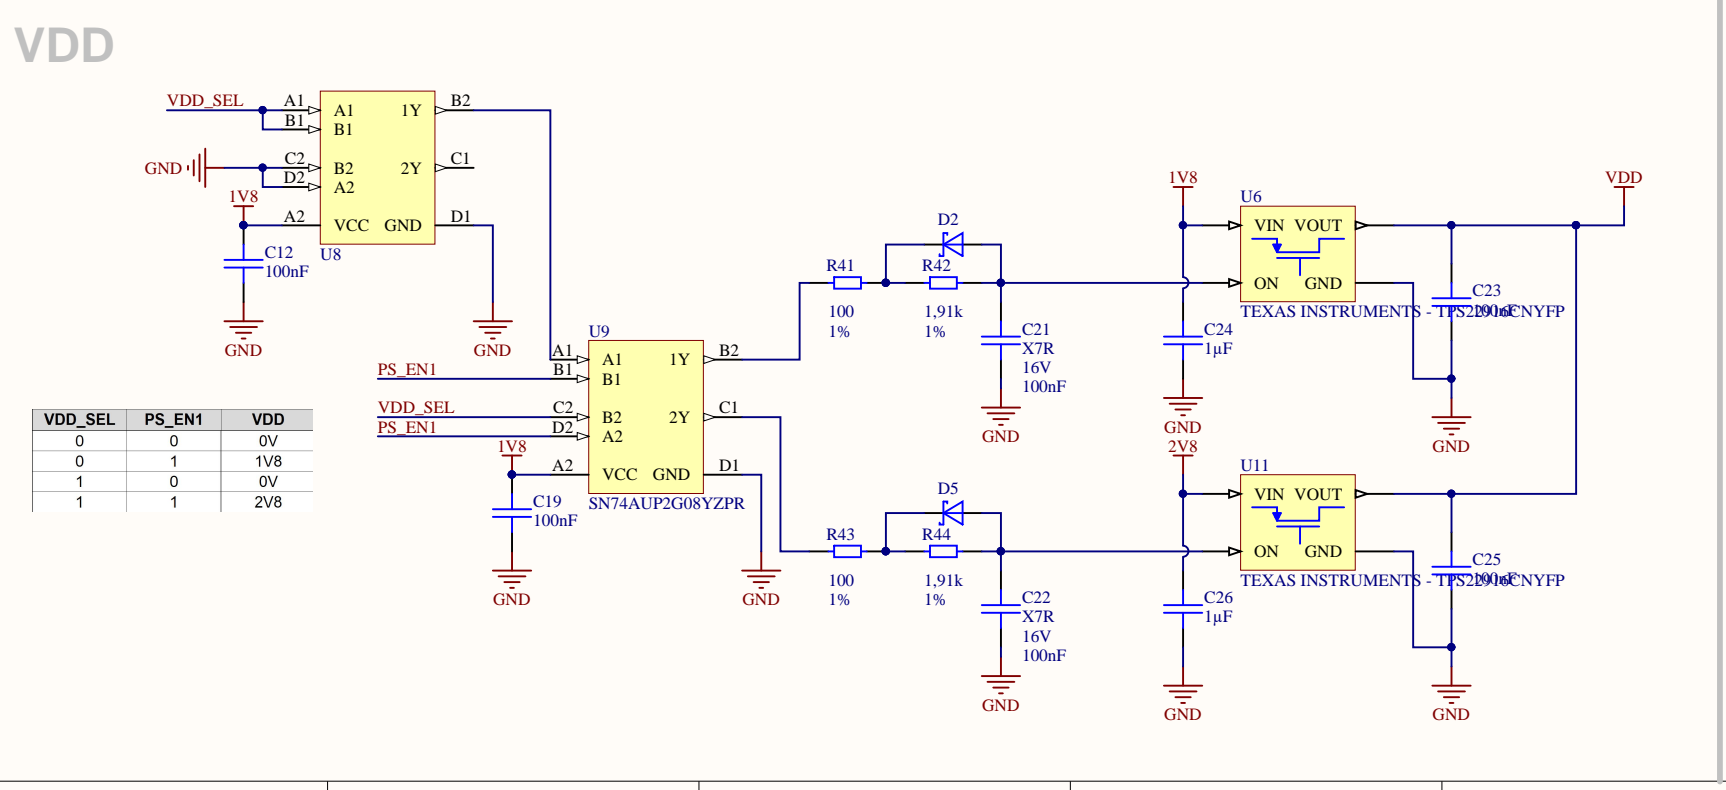 VDD
VDD_SEL
A1
B1
C2
D2
A2
A1
B1
B2
A2
VCC
1Y
2Y
GND
B2
C1
D1
U8
GND
1V8
C12
100nF
GND
GND
U9
PS_EN1
VDD_SEL
PS_EN1
A1
B1
C2
D2
A2
A1
B1
B2
A2
VCC
1Y
2Y
GND
B2
C1
D1
SN74AUP2G08YZPR
1V8
C19
100nF
GND
GND
VDD_SEL PS_EN1 VDD
0 0 0V
0 1 1V8
1 0 0V
1 1 2V8
R41
100
1%
D2
R42
1,91k
1%
C21
X7R
16V
100nF
GND
1V8
C24
1µF
GND
U6
VIN VOUT
ON GND
TEXAS INSTRUMENTS - TPS22916CNYFP
C23
100nF
GND
VDD
R43
100
1%
D5
R44
1,91k
1%
C22
X7R
16V
100nF
GND
2V8
C26
1µF
GND
U11
VIN VOUT
ON GND
TEXAS INSTRUMENTS - TPS22916CNYFP
C25
100nF
GND